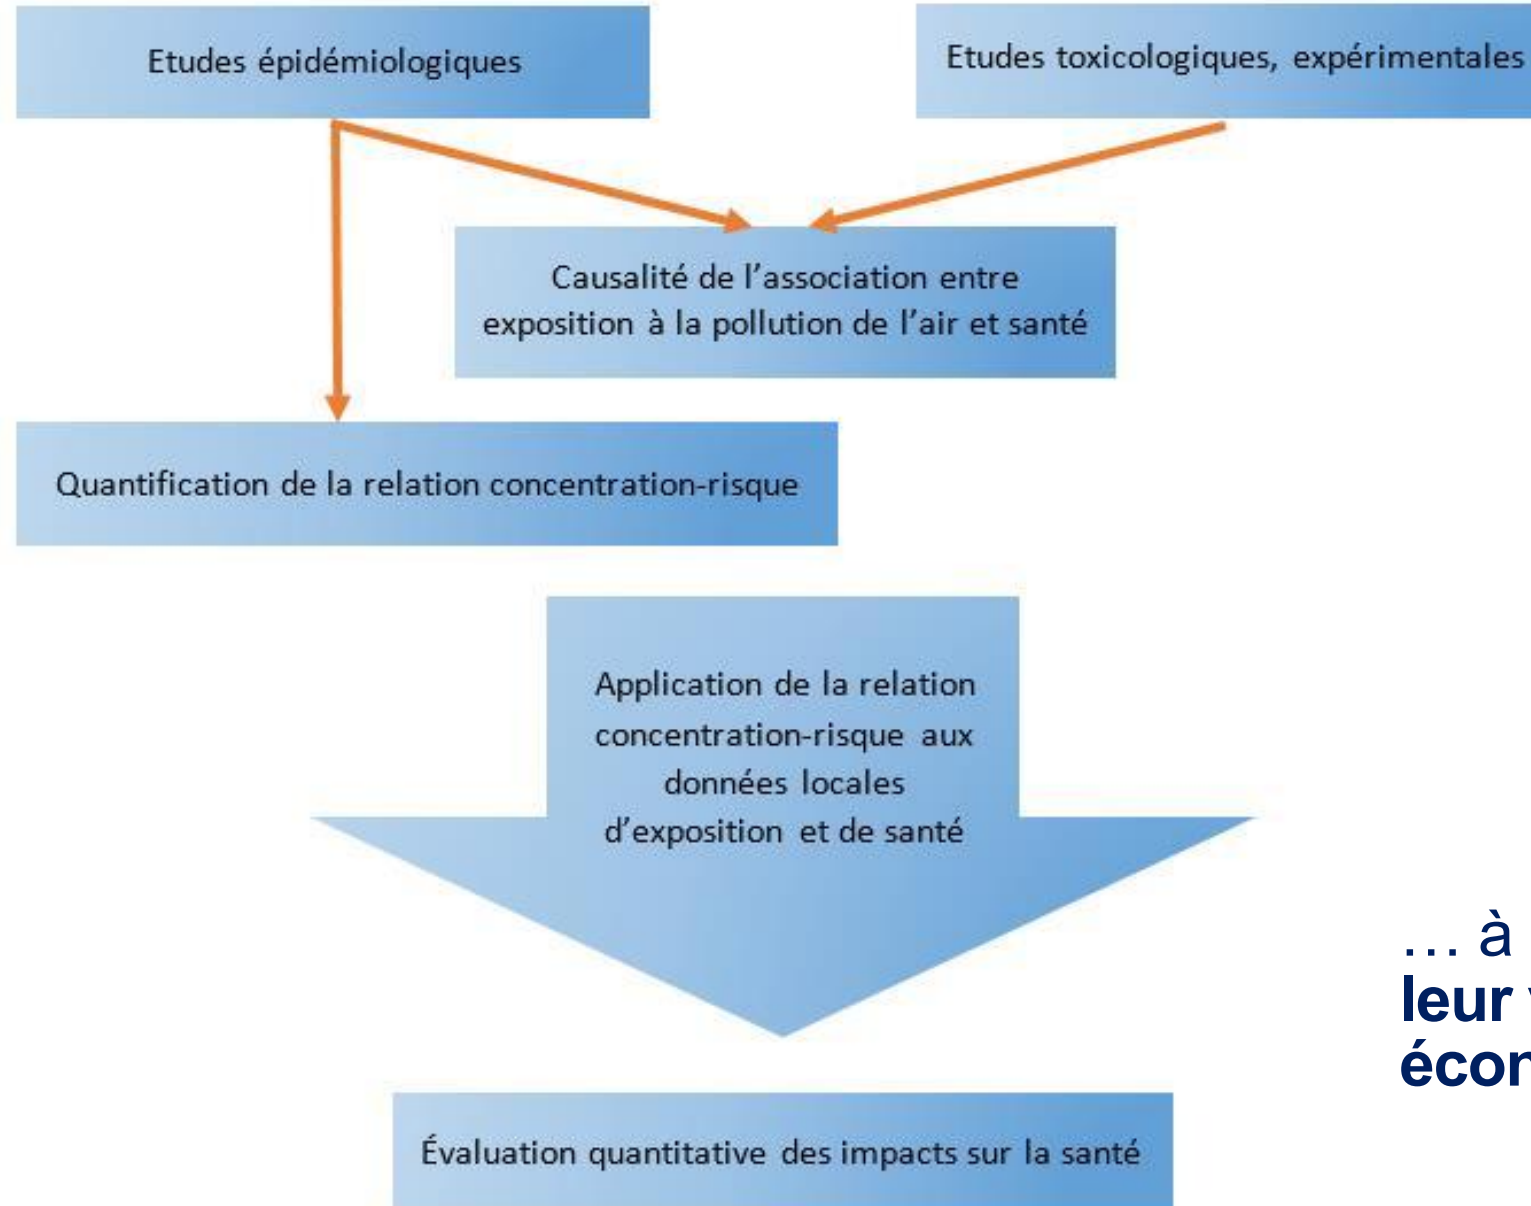 Etudes épidémiologiques
Etudes toxicologiques, expérimentales
Causalité de l’association entre
exposition à la pollution de l’air et santé
Quantification de la relation concentration-risque
Application de la relation
concentration-risque aux
données locales
d’exposition et de santé
… à
leur
Évaluation quantitative des impacts sur la santé